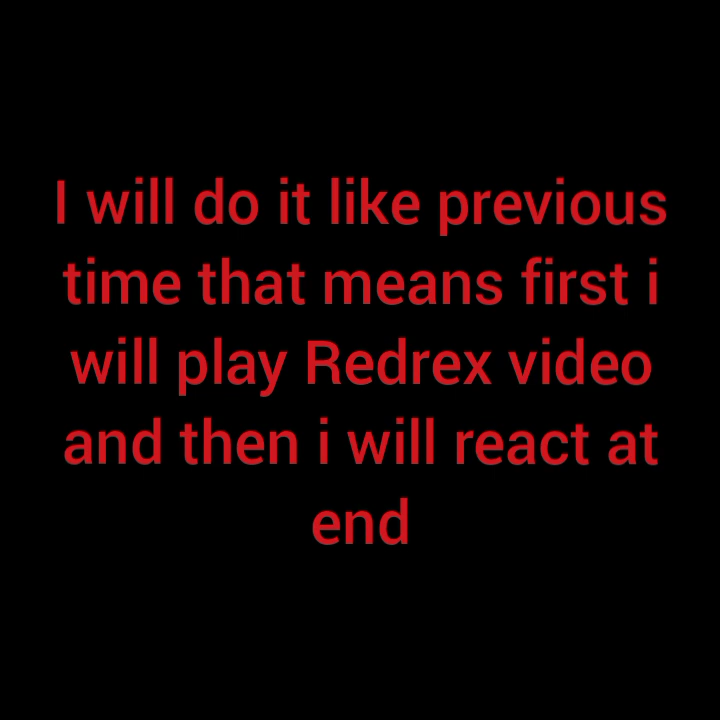 I will do it like previous
time that means first i
will play Redrex video
and then i will react at
end